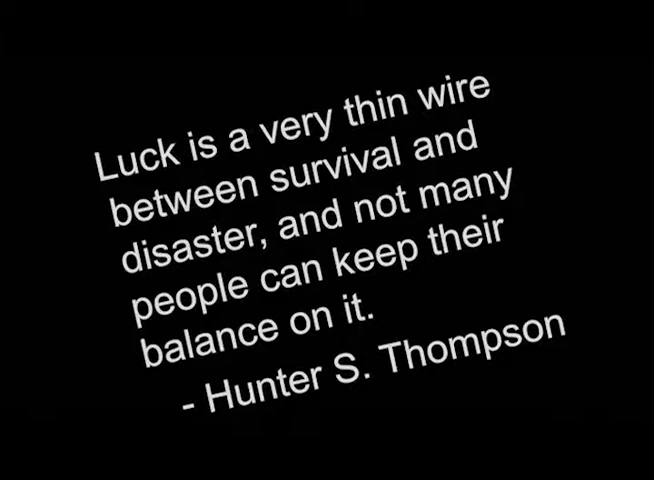 Luck is a very thin wire
between survival and
disaster, and not many
people can keep their
balance on it.
- Hunter S. Thompson